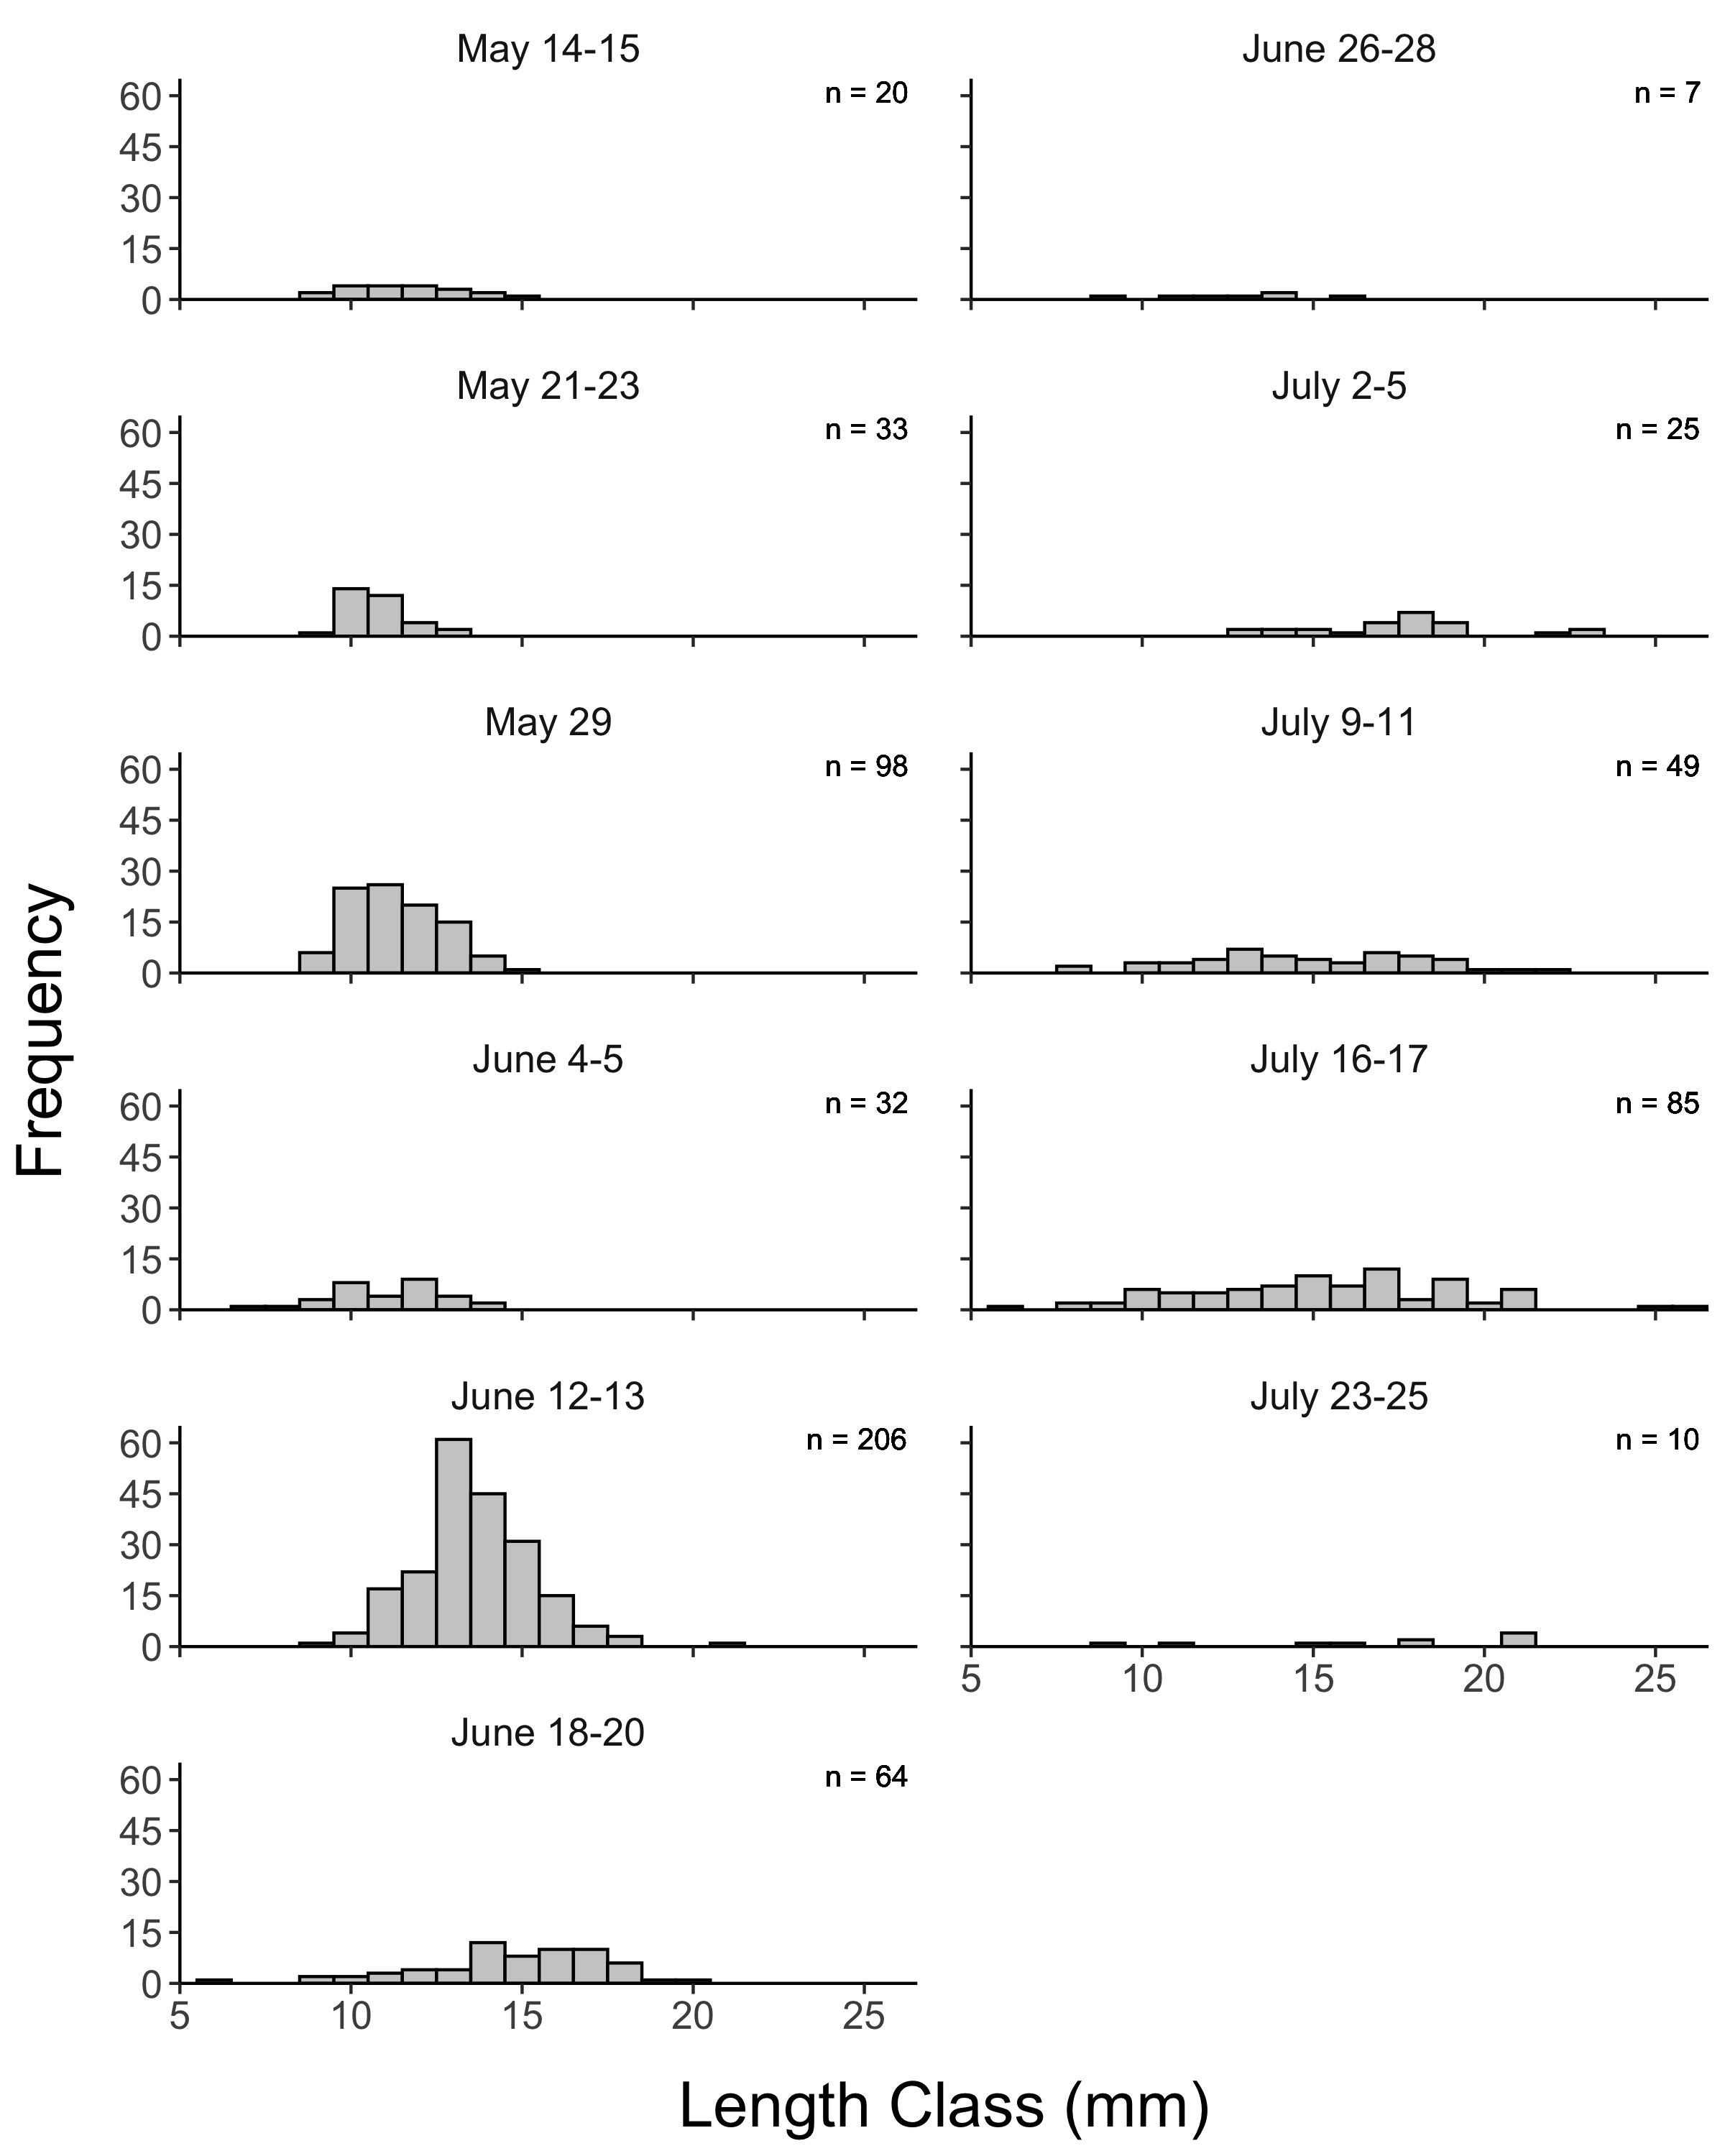 May 14-15
n = 20
60
45
30
15
0
June 26-28
n = 7
May 21-23
n = 33
60
45
30
15
0
July 2-5
n = 25
May 29
n = 98
60
45
30
15
0
July 9-11
n = 49
June 4-5
n = 32
60
45
30
15
0
July 16-17
n = 85
June 12-13
n = 206
60
45
30
15
0
July 23-25
n = 10
5 10 15 20 25
June 18-20
n = 64
60
45
30
15
0
5 10 15 20 25
Frequency
Length Class (mm)